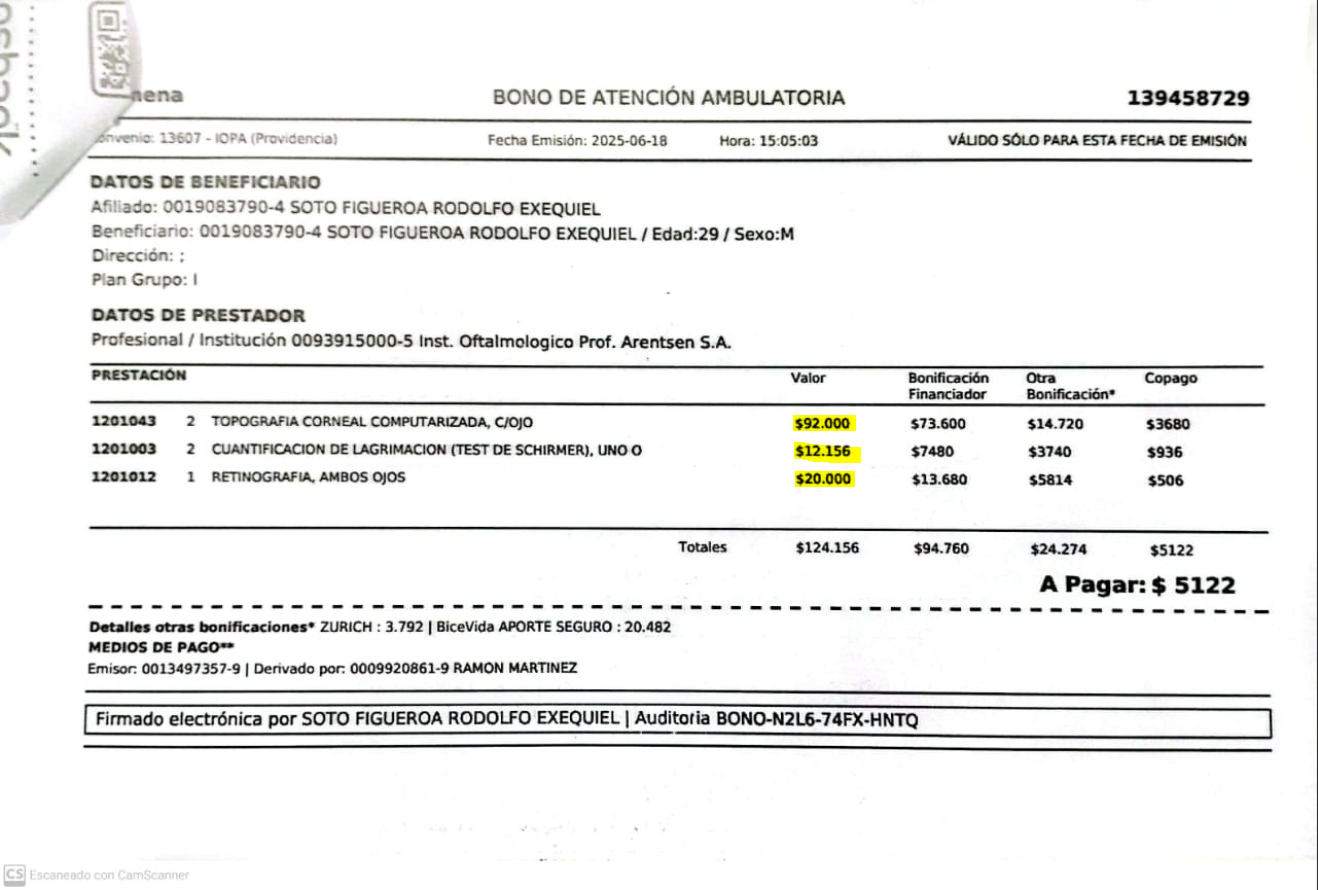 BONO DE ATENCIÓN AMBULATORIA 139458729
13607 - IOPA (Providencia) Fecha Emisión: 2025-06-18 Hora: 15:05:03 VÁLIDO SÓLO PARA ESTA FECHA DE EMISIÓN
DATOS DE BENEFICIARIO
Afiliado: 0019083790-4 SOTO FIGUEROA RODOLFO EXEQUIEL
Beneficiario: 0019083790-4 SOTO FIGUEROA RODOLFO EXEQUIEL / Edad:29 / Sexo:M
Dirección: ;
Plan Grupo: I
DATOS DE PRESTADOR
Profesional / Institución 0093915000-5 Inst. Oftalmologico Prof. Arentsen S.A.
PRESTACIÓN Valor Bonificación Financiador Otra Bonificación* Copago
1201043 2 TOPOGRAFIA CORNEAL COMPUTARIZADA, C/OJO $92.000 $73.600 $14.720 $3680
1201003 2 CUANTIFICACION DE LAGRIMACION (TEST DE SCHIRMER), UNO O $12.156 $7480 $3740 $936
1201012 1 RETINOGRAFIA, AMBOS OJOS $20.000 $13.680 $5814 $506
Totales $124.156 $94.760 $24.274 $5122
A Pagar: $ 5122
Detalles otras bonificaciones* ZURICH : 3.792 | BiceVida APORTE SEGURO : 20.482
MEDIOS DE PAGO**
Emisor: 0013497357-9 | Derivado por: 0009920861-9 RAMON MARTINEZ
Firmado electrónica por SOTO FIGUEROA RODOLFO EXEQUIEL | Auditoria BONO-N2L6-74FX-HNTQ
CS Escaneado con CamScanner